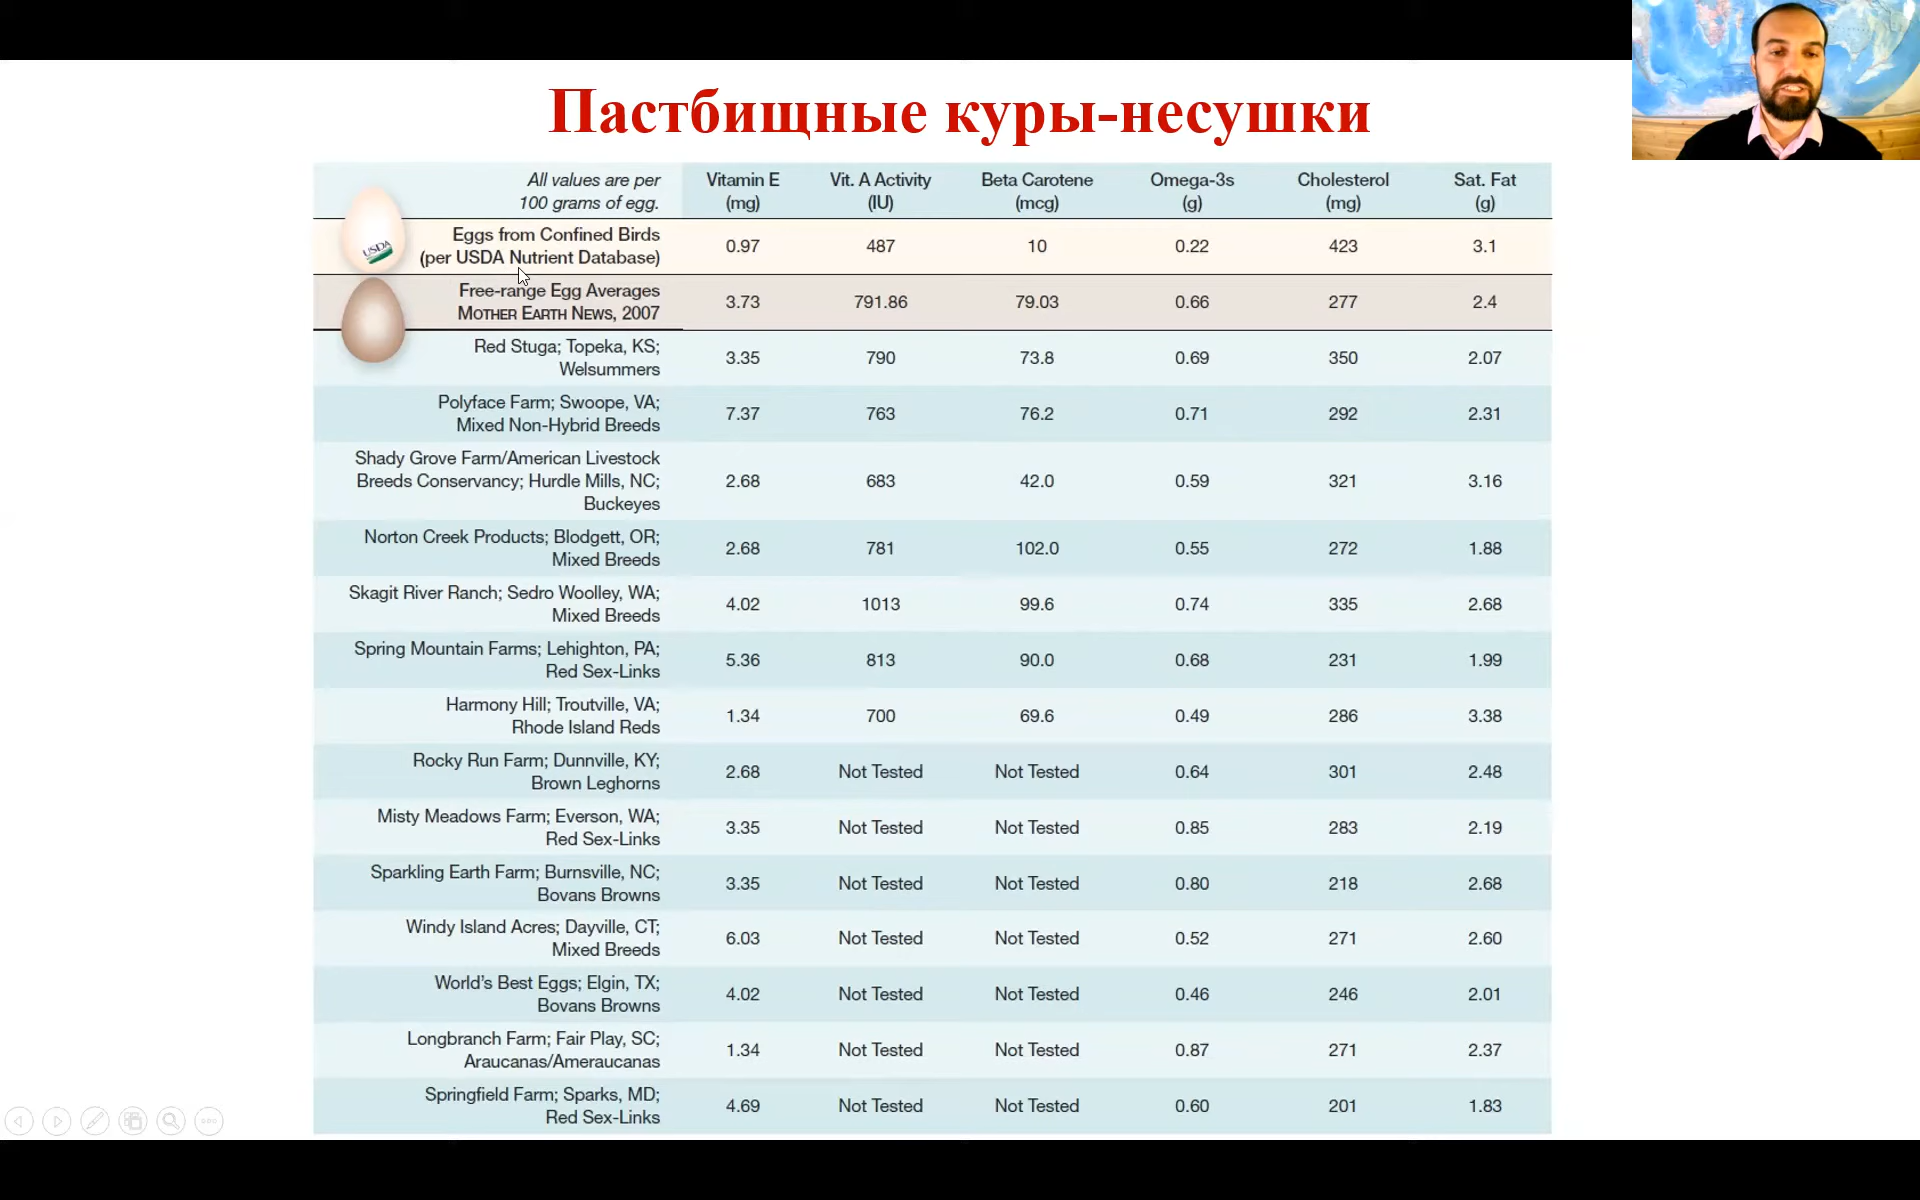 Пастбищные куры-несушки
All values are per Vitamin E Vit. A Activity Beta Carotene Omega-3s Cholesterol Sat. Fat
100 grams of egg. (mg) (IU) (mcg) (g) (mg) (g)
USDA
Eggs from Confined Birds
(per USDA Nutrient Database) 0.97 487 10 0.22 423 3.1
Free-range Egg Averages
MOTHER EARTH NEWS, 2007 3.73 791.86 79.03 0.66 277 2.4
Red Stuga; Topeka, KS;
Welsummers 3.35 790 73.8 0.69 350 2.07
Polyface Farm; Swoope, VA;
Mixed Non-Hybrid Breeds 7.37 763 76.2 0.71 292 2.31
Shady Grove Farm/American Livestock
Breeds Conservancy; Hurdle Mills, NC; 2.68 683 42.0 0.59 321 3.16
Buckeyes
Norton Creek Products; Blodgett, OR;
Mixed Breeds 2.68 781 102.0 0.55 272 1.88
Skagit River Ranch; Sedro Woolley, WA;
Mixed Breeds 4.02 1013 99.6 0.74 335 2.68
Spring Mountain Farms; Lehighton, PA;
Red Sex-Links 5.36 813 90.0 0.68 231 1.99
Harmony Hill; Troutville, VA;
Rhode Island Reds 1.34 700 69.6 0.49 286 3.38
Rocky Run Farm; Dunnville, KY;
Brown Leghorns 2.68 Not Tested Not Tested 0.64 301 2.48
Misty Meadows Farm; Everson, WA;
Red Sex-Links 3.35 Not Tested Not Tested 0.85 283 2.19
Sparkling Earth Farm; Burnsville, NC;
Bovans Browns 3.35 Not Tested Not Tested 0.80 218 2.68
Windy Island Acres; Dayville, CT;
Mixed Breeds 6.03 Not Tested Not Tested 0.52 271 2.60
World's Best Eggs; Elgin, TX;
Bovans Browns 4.02 Not Tested Not Tested 0.46 246 2.01
Longbranch Farm; Fair Play, SC;
Araucanas/Ameraucanas 1.34 Not Tested Not Tested 0.87 271 2.37
Springfield Farm; Sparks, MD;
Red Sex-Links 4.69 Not Tested Not Tested 0.60 201 1.83